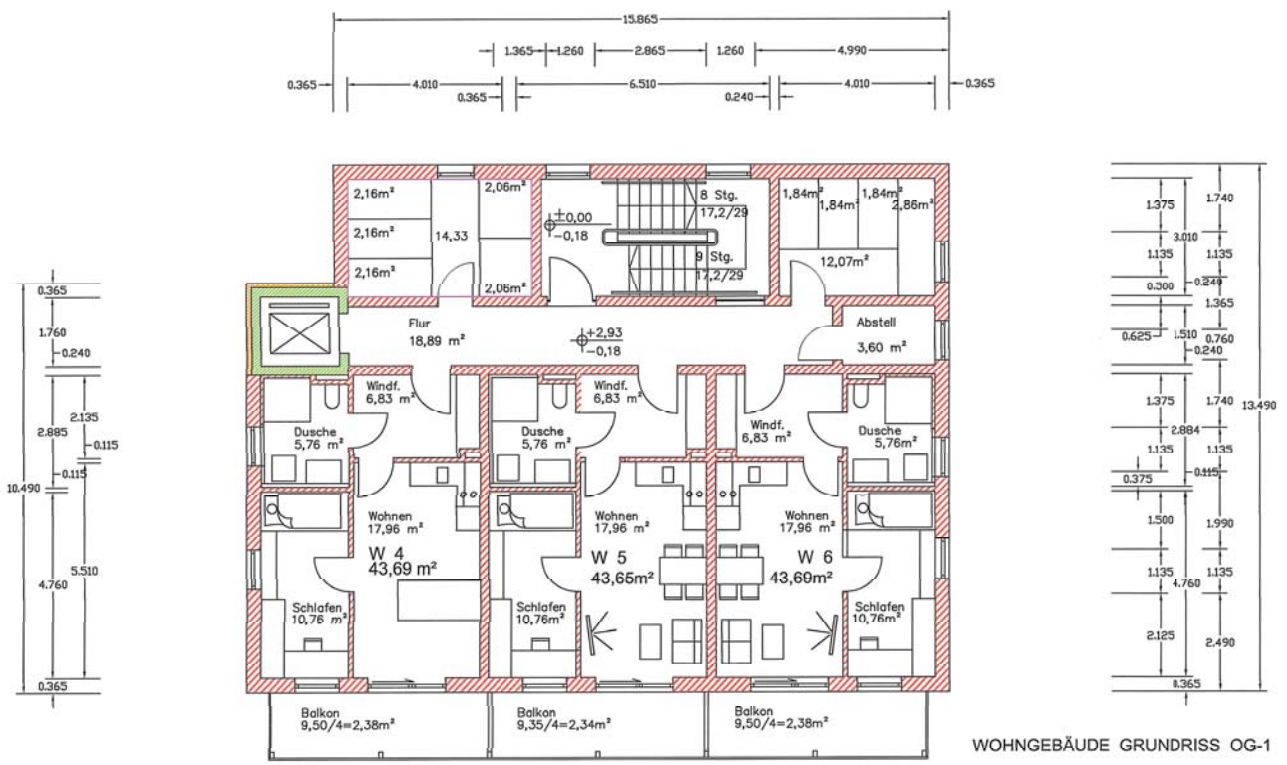 15.865
1.365 1.260 2.865 1.260 4.990
0.365 4.010 6.510 4.010 0.365
0.365 0.240
2,16m² 2,06m²
2,16m² 14,33
2,16m² 2,06m²
±0,00
-0,18
8 Stg.
17,2/29
9 Stg.
17,2/29
1,84m² 1,84m²
1,84m² 2,86m²
12,07m²
Flur
18,89 m²
+2,93
-0,18
Abstell
3,60 m²
Windf.
6,83 m²
Windf.
6,83 m²
Windf.
6,83 m²
Dusche
5,76 m²
Dusche
5,76 m²
Dusche
5,76m²
Wohnen
17,96 m²
W 4
43,69 m²
Wohnen
17,96 m²
W 5
43,65m²
Wohnen
17,96 m²
W 6
43,69m²
Schlafen
10,76 m²
Schlafen
10,76m²
Schlafen
10,76m²
Balkon
9,50/4=2,38m²
Balkon
9,35/4=2,34m²
Balkon
9,50/4=2,38m²
0.365
1.760
0.240
2.135
2.885
0.115
0.115
10.490
4.760
5.510
0.365
1.375
1.740
3.010
1.135
1.135
0.300
0.240
1.365
0.625
1.510
0.760
0.240
1.375
1.740
13.490
2.884
1.135
1.135
0.115
0.375
1.500
1.990
1.135
4.760
1.135
2.125
2.490
0.365
WOHNGEBÄUDE GRUNDRISS OG-1